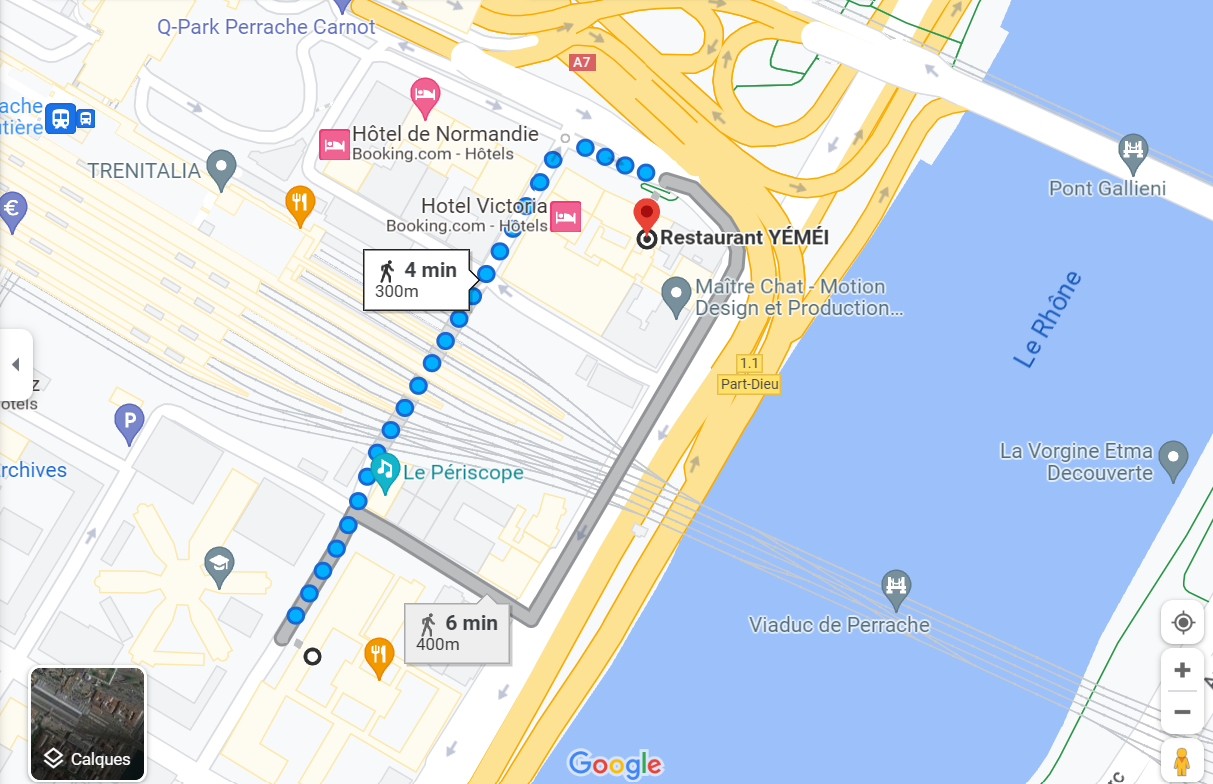 Q-Park Perrache Carnot
A7
ache
utière
Hôtel de Normandie
Booking.com - Hôtels
TRENITALIA
Pont Gallieni
€
Hotel Victoria
Booking.com - Hôtels
Restaurant YÉMÉI
4 min
300m
Maître Chat - Motion
Design et Production...
Le Rhône
1.1
Part-Dieu
z
otels
P
rchives
Le Périscope
La Vorgine Etma
Decouverte
6 min
400m
Viaduc de Perrache
Calques
Google